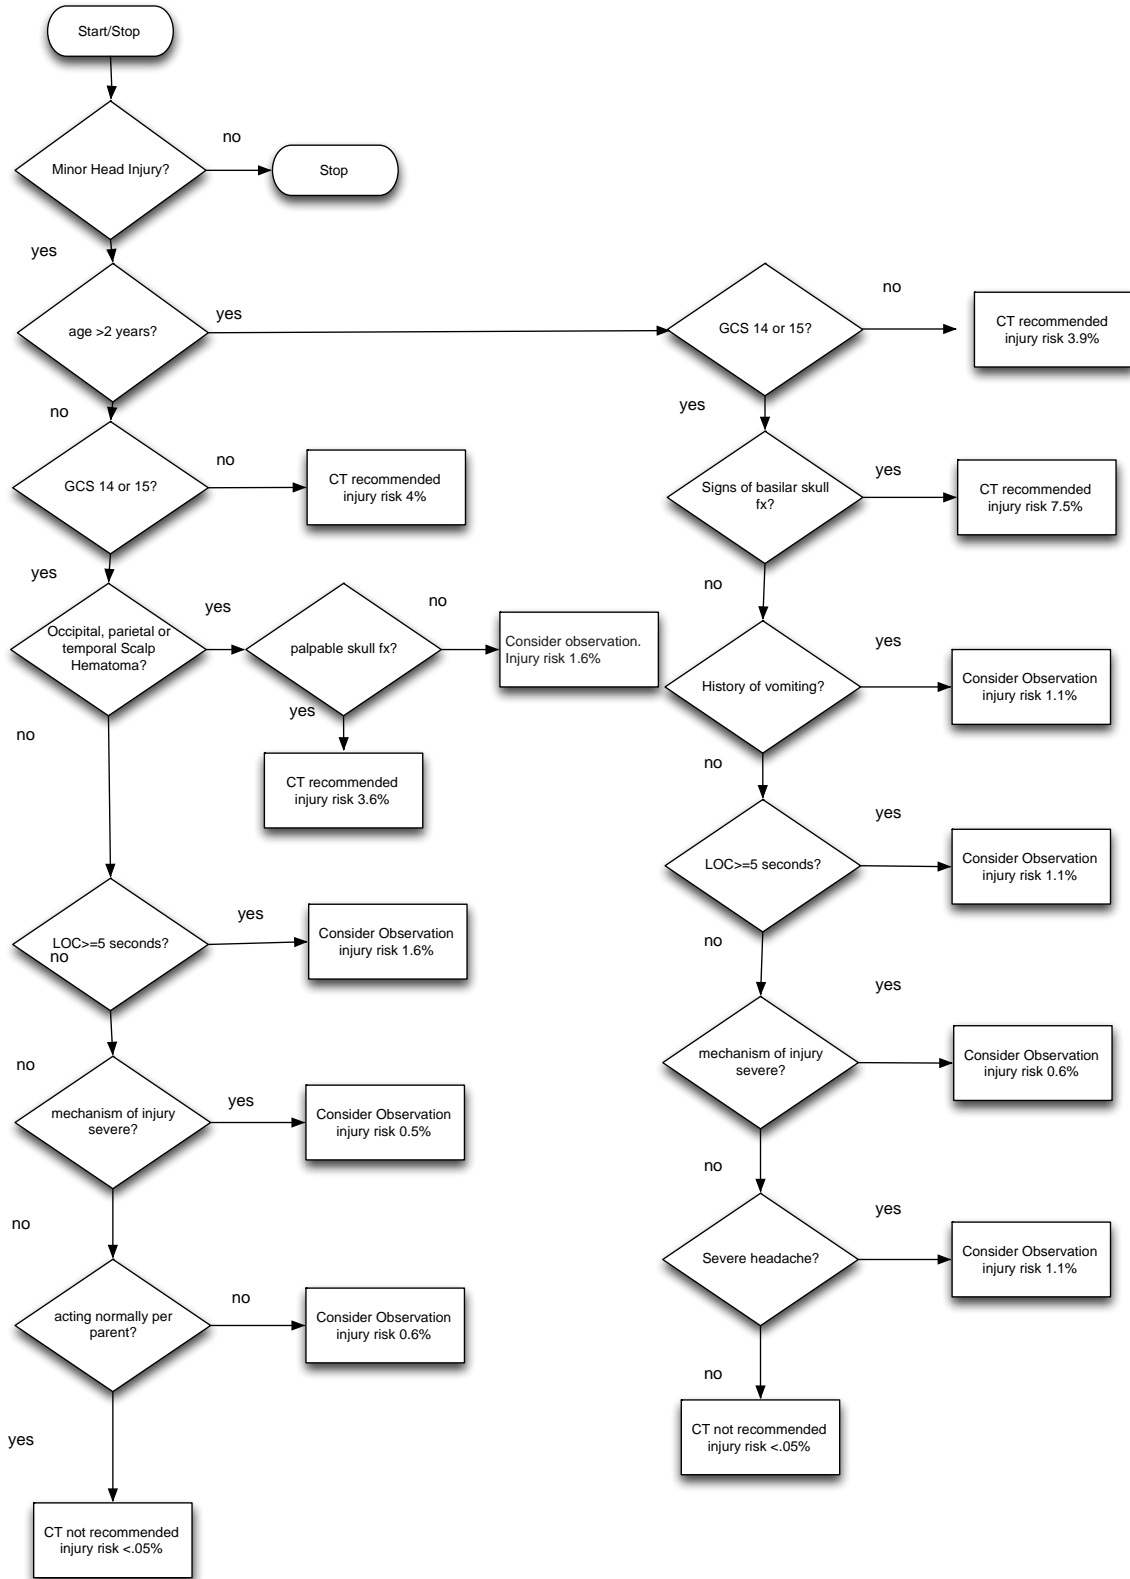 Start/Stop
no
Minor Head Injury?
Stop
yes
age >2 years?
yes
GCS 14 or 15?
no
CT recommended
injury risk 3.9%
no
yes
GCS 14 or 15?
no
CT recommended
injury risk 4%
Signs of basilar skull
fx?
yes
CT recommended
injury risk 7.5%
yes
no
Occipital, parietal or
temporal Scalp
Hematoma?
yes
palpable skull fx?
no
Consider observation.
Injury risk 1.6%
yes
CT recommended
injury risk 3.6%
History of vomiting?
yes
Consider Observation
injury risk 1.1%
no
no
LOC>=5 seconds?
yes
Consider Observation
injury risk 1.1%
LOC>=5 seconds?
no
yes
Consider Observation
injury risk 1.6%
no
no
mechanism of injury
severe?
yes
Consider Observation
injury risk 0.6%
mechanism of injury
severe?
yes
Consider Observation
injury risk 0.5%
no
no
Severe headache?
yes
Consider Observation
injury risk 1.1%
acting normally per
parent?
no
Consider Observation
injury risk 0.6%
no
CT not recommended
injury risk <.05%
yes
CT not recommended
injury risk <.05%